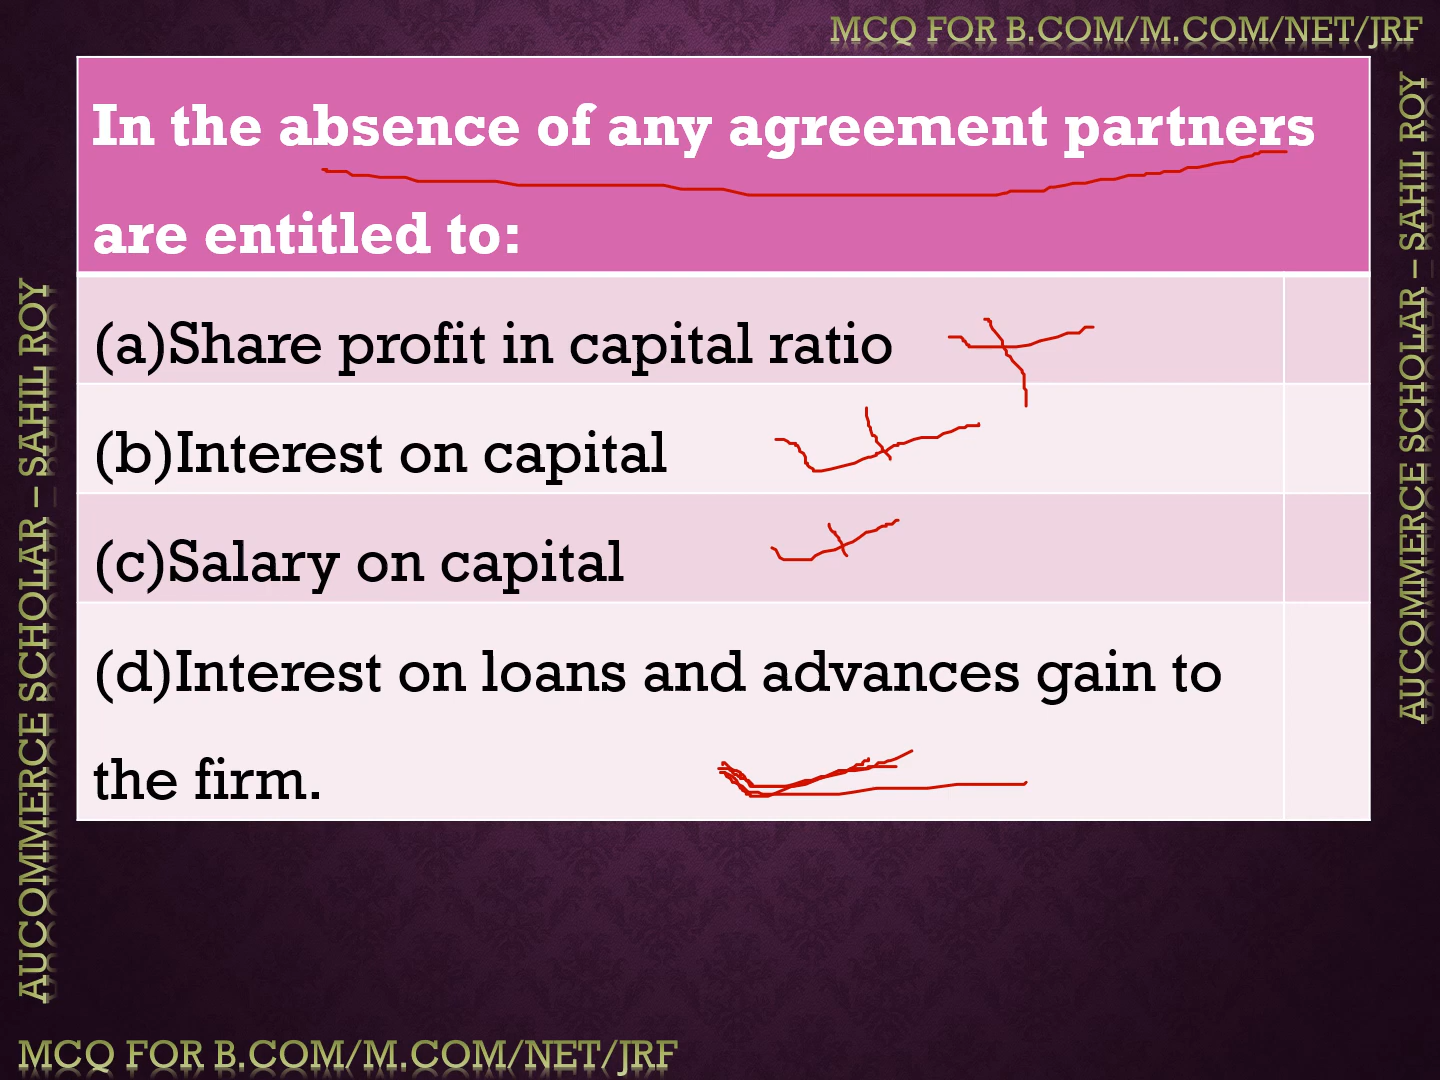 MCQ FOR B.COM/M.COM/NET/JRF
In the absence of any agreement partners
are entitled to:
(a)Share profit in capital ratio
(b)Interest on capital
(c)Salary on capital
(d)Interest on loans and advances gain to
the firm.
AUCOMMERCE SCHOLAR – SAHIL ROY
AUCOMMERCE SCHOLAR – SAHIL ROY
MCQ FOR B.COM/M.COM/NET/JRF